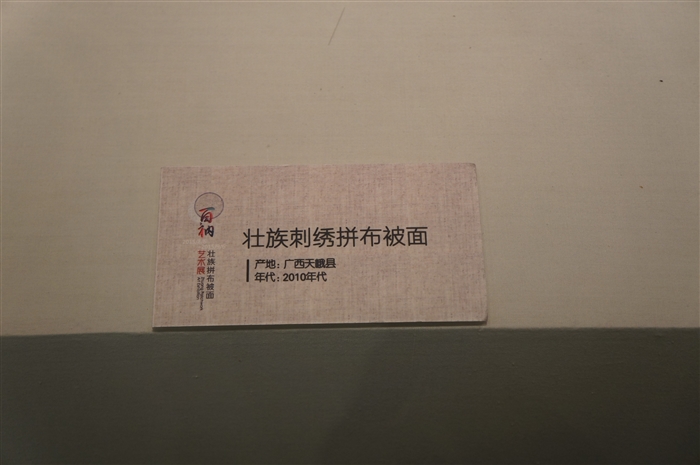 百衲
壮族拼布被面
艺术展
壮族刺绣拼布被面
产地：广西天峨县
年代：2010年代